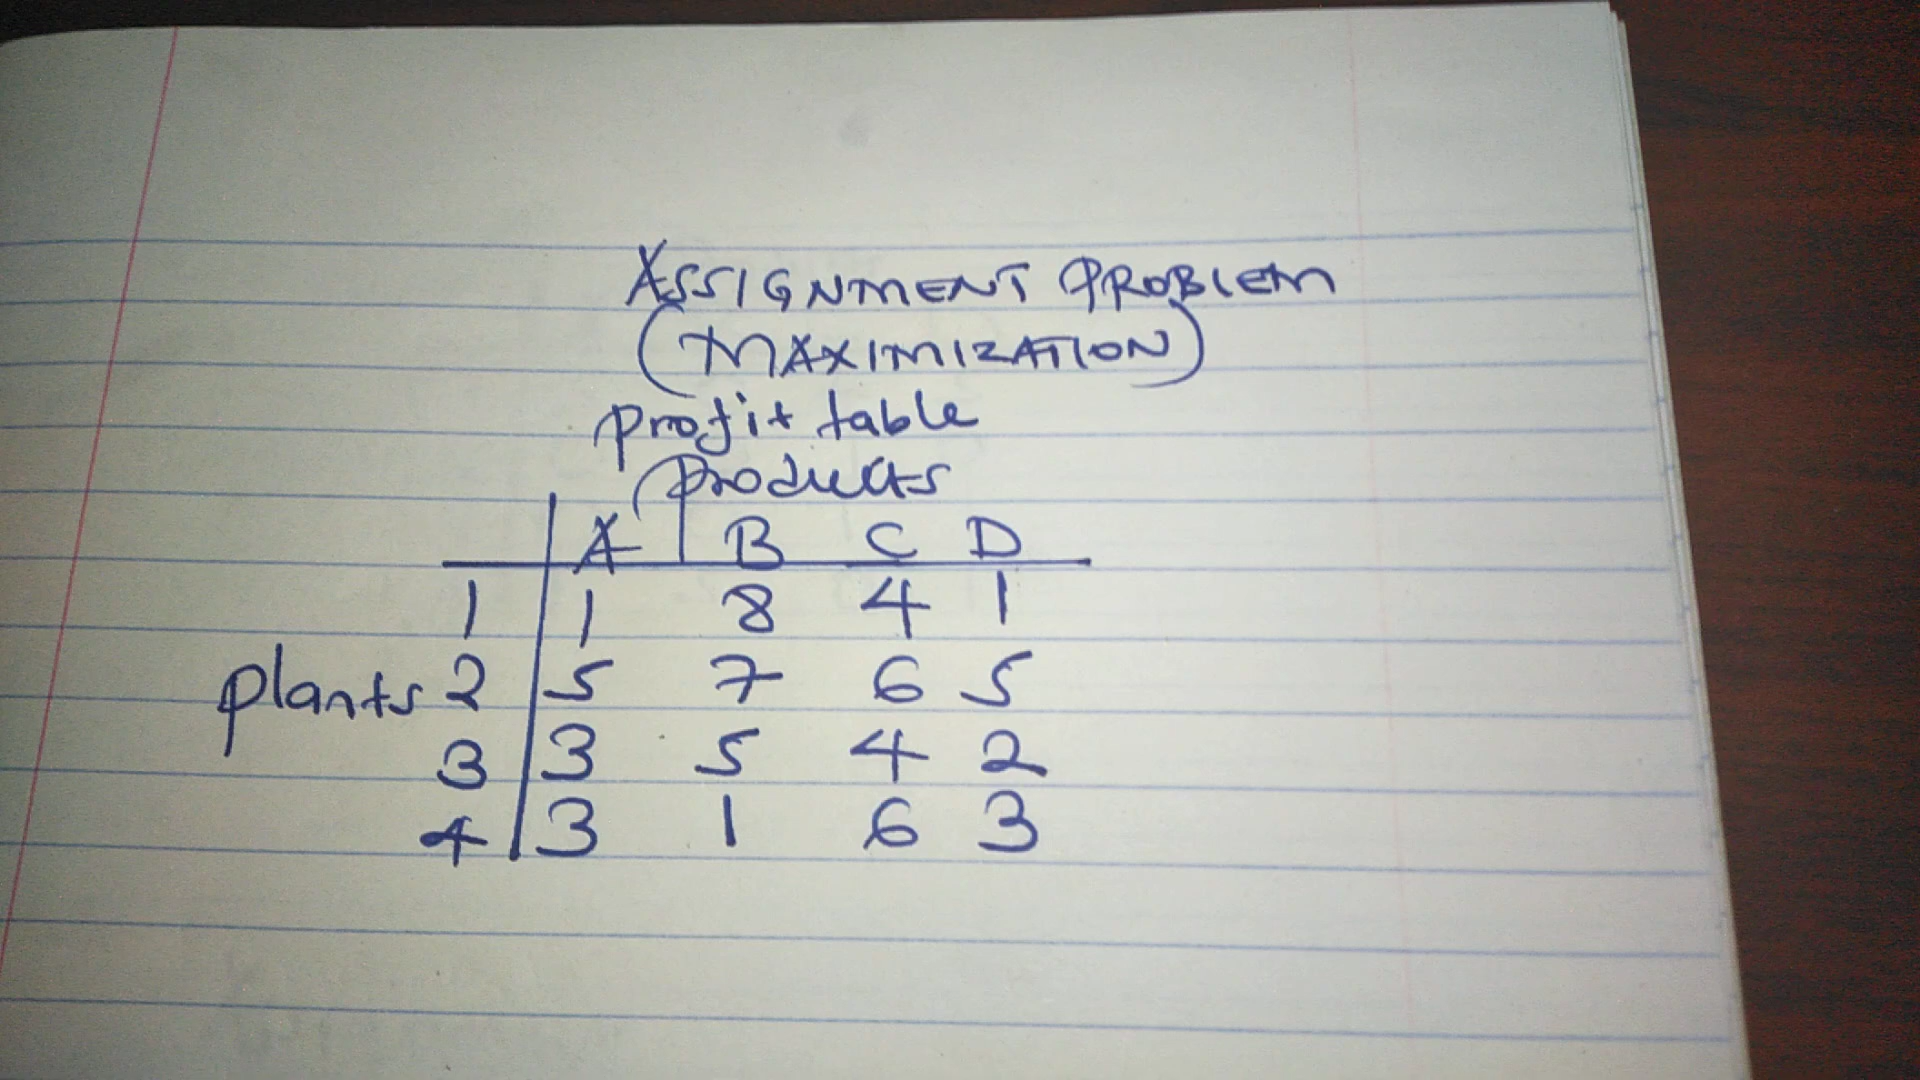 ASSIGNMENT PROBLEM
(MAXIMIZATION)
Profit table
Products
A B C D
1 1 8 4 1
plants 2 5 7 6 5
3 3 5 4 2
4 3 1 6 3